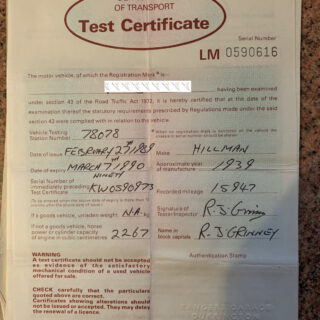 OF TRANSPORT
Test Certificate
Serial Number
LM 0590616
The motor vehicle, of which the Registration Mark* is
having been examined
under section 43 of the Road Traffic Act 1972, it is hereby certified that at the date of the
examination thereof the statutory requirements prescribed by Regulations made under the said
section 43 were complied with in relation to the vehicle.
Vehicle Testing
Station Number 78078
Date of issue FEBRUARY 27th 1989
Make HILLMAN
Date of expiry MARCH 7th 1990
NINETY
Approximate year
of manufacture 1939
Serial Number of
immediately preceding
Test Certificate KW0590973
Recorded mileage 15947
Signature of
Tester/Inspector
If a goods vehicle, unladen weight N.A. kg
If not a goods vehicle, horse
power or cylinder capacity
of engine in cubic centimetres 2267
Name in
block capitals R.J GRINNEY
Authentication Stamp
WARNING
A test certificate should not be accepted
as evidence of the satisfactory
mechanical condition of a used vehicle
offered for sale.
CHECK carefully that the particulars
quoted above are correct.
Certificates showing alterations should
not be issued or accepted. They may delay
the renewal of a licence.